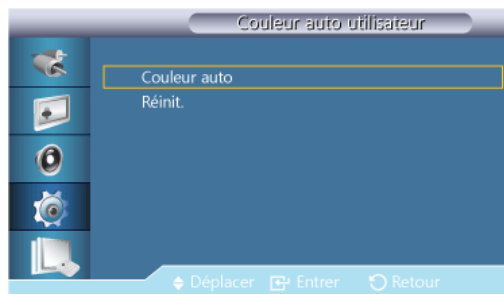 Couleur auto utilisateur
Couleur auto
Réinit.
Déplacer Entrer Retour